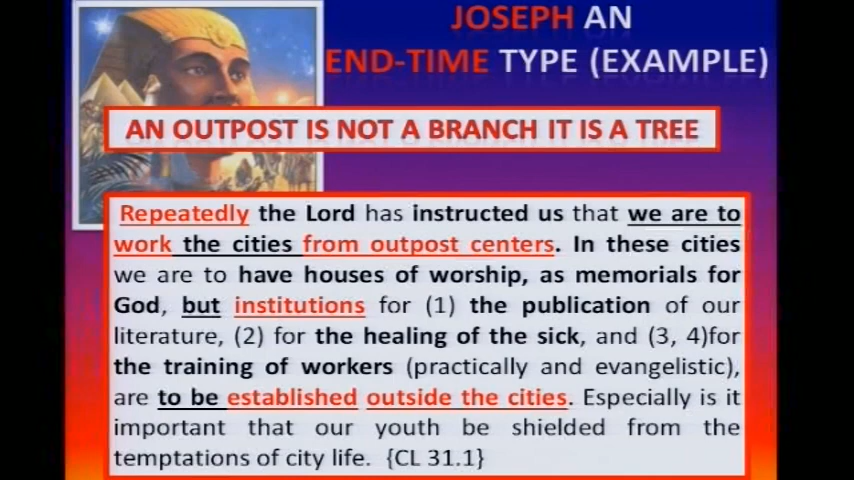 JOSEPH AN
END-TIME TYPE (EXAMPLE)
AN OUTPOST IS NOT A BRANCH IT IS A TREE
Repeatedly the Lord has instructed us that we are to
work the cities from outpost centers. In these cities
we are to have houses of worship, as memorials for
God, but institutions for (1) the publication of our
literature, (2) for the healing of the sick, and (3, 4)for
the training of workers (practically and evangelistic),
are to be established outside the cities. Especially is it
important that our youth be shielded from the
temptations of city life. {CL 31.1}